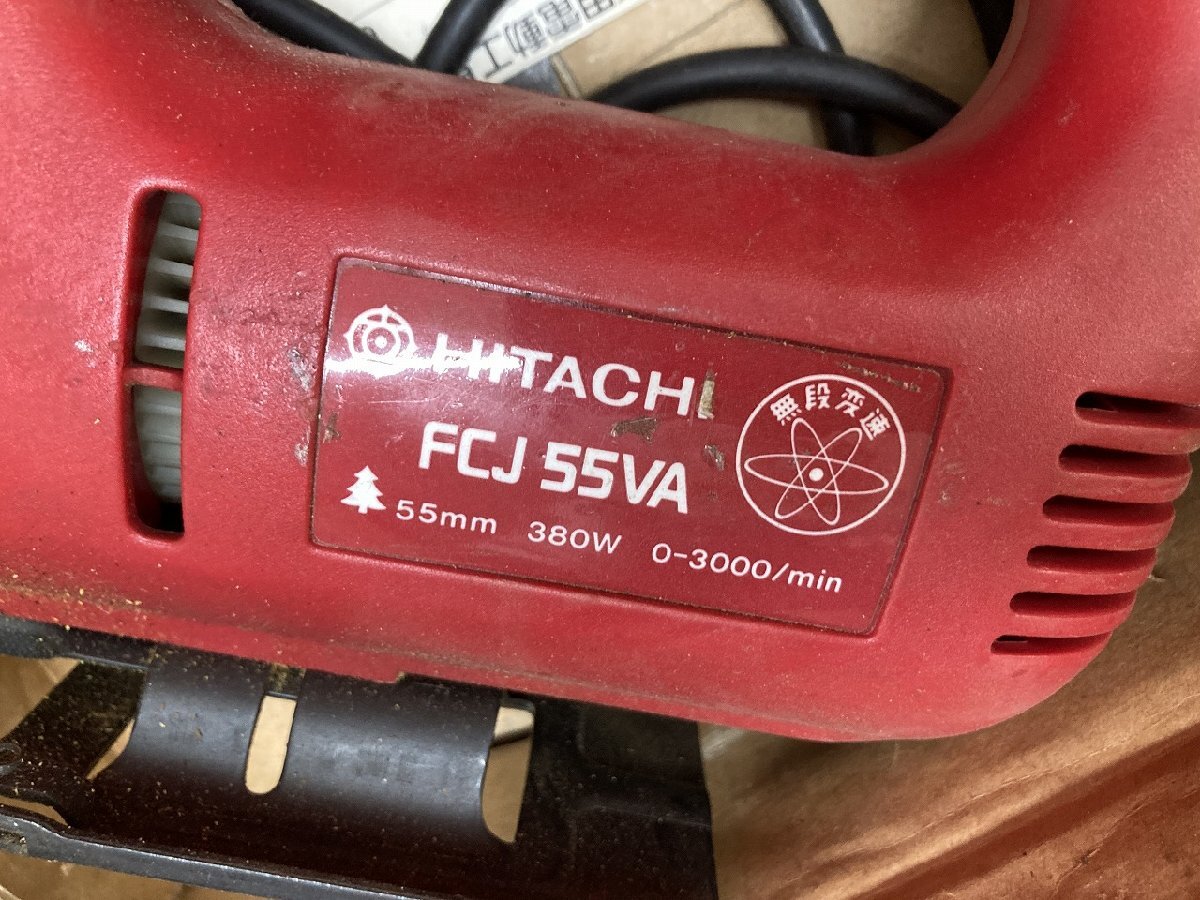 HITACHI
FCJ 55VA
55mm 380W 0-3000/min
無段変速